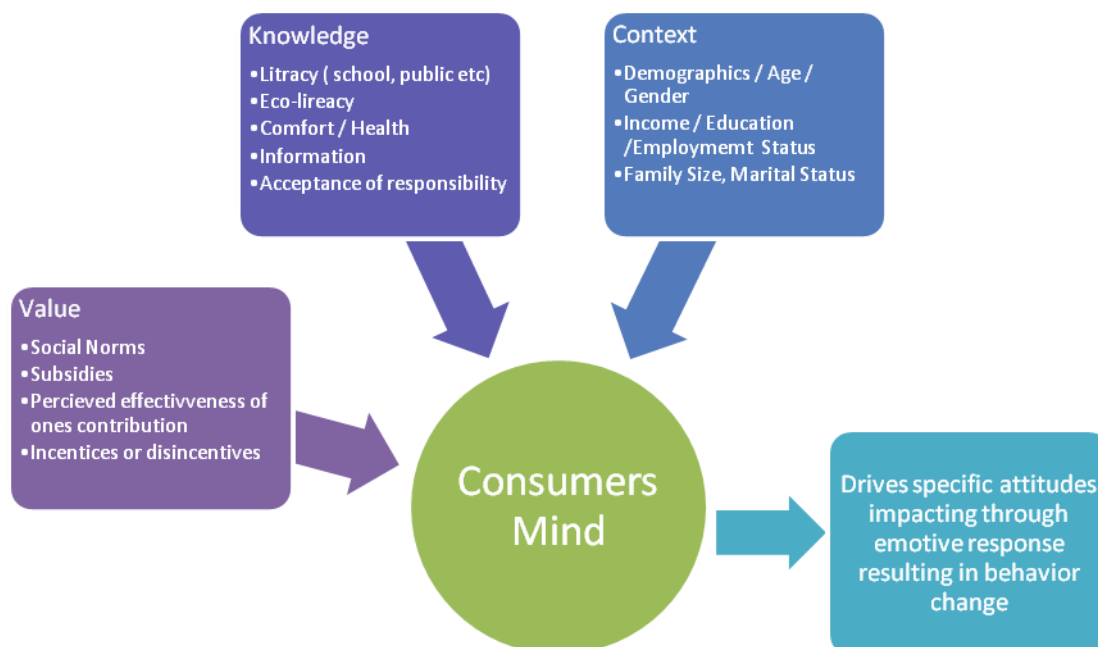 Knowledge
•Litracy ( school, public etc)
•Eco-lireacy
•Comfort / Health
•Information
•Acceptance of responsibility
Context
•Demographics / Age /
Gender
•Income / Education
/Employmemt Status
•Family Size, Marital Status
Value
•Social Norms
•Subsidies
•Percieved effectivveness of
ones contribution
•Incentices or disincentives
Consumers
Mind
Drives specific attitudes
impacting through
emotive response
resulting in behavior
change